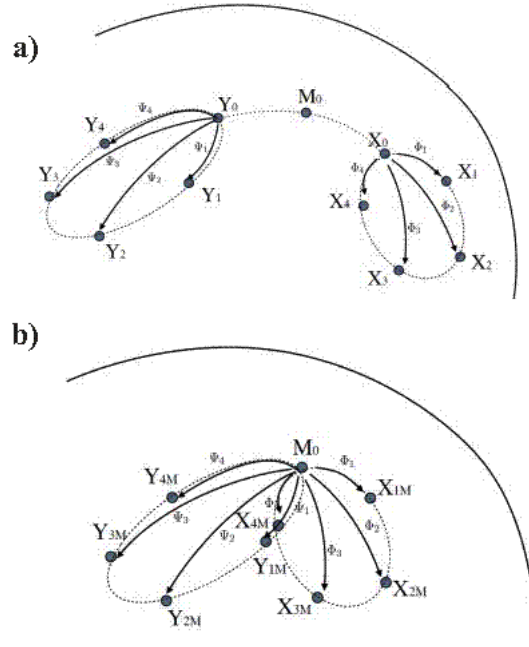 a)
M₀
Y₀
Ψ₄
Y₄
X₀
Φ₁
Ψ₁
Ψ₃
Φ₄
X₁
Y₃
Ψ₂
Y₁
X₄
Φ₂
Φ₃
Y₂
X₃
X₂
b)
M₀
Ψ₄
Φ₁
Y₄M
X₁M
Ψ₃
X₄M
Ψ₁
Φ₂
Y₃M
Ψ₂
Y₁M
Φ₃
Y₂M
X₃M
X₂M